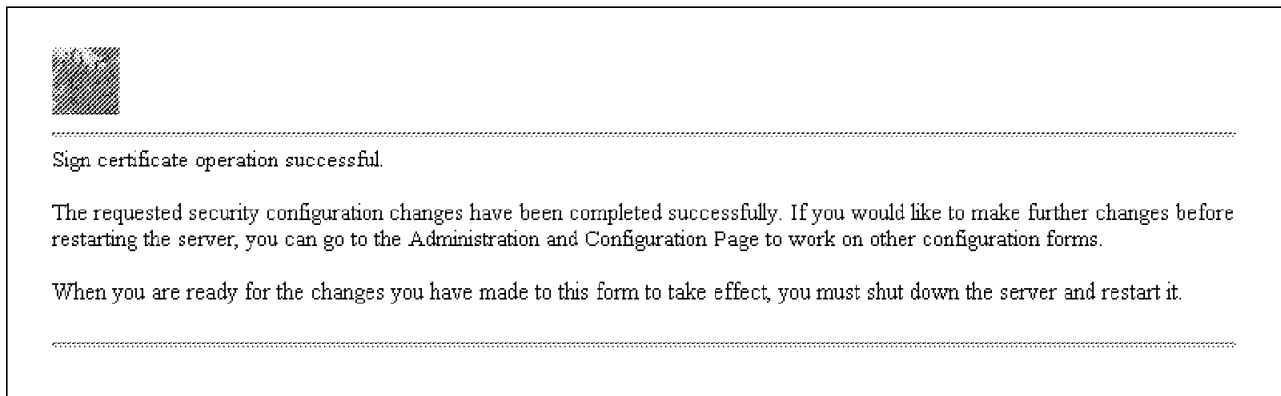 Sign certificate operation successful.
The requested security configuration changes have been completed successfully. If you would like to make further changes before
restarting the server, you can go to the Administration and Configuration Page to work on other configuration forms.
When you are ready for the changes you have made to this form to take effect, you must shut down the server and restart it.